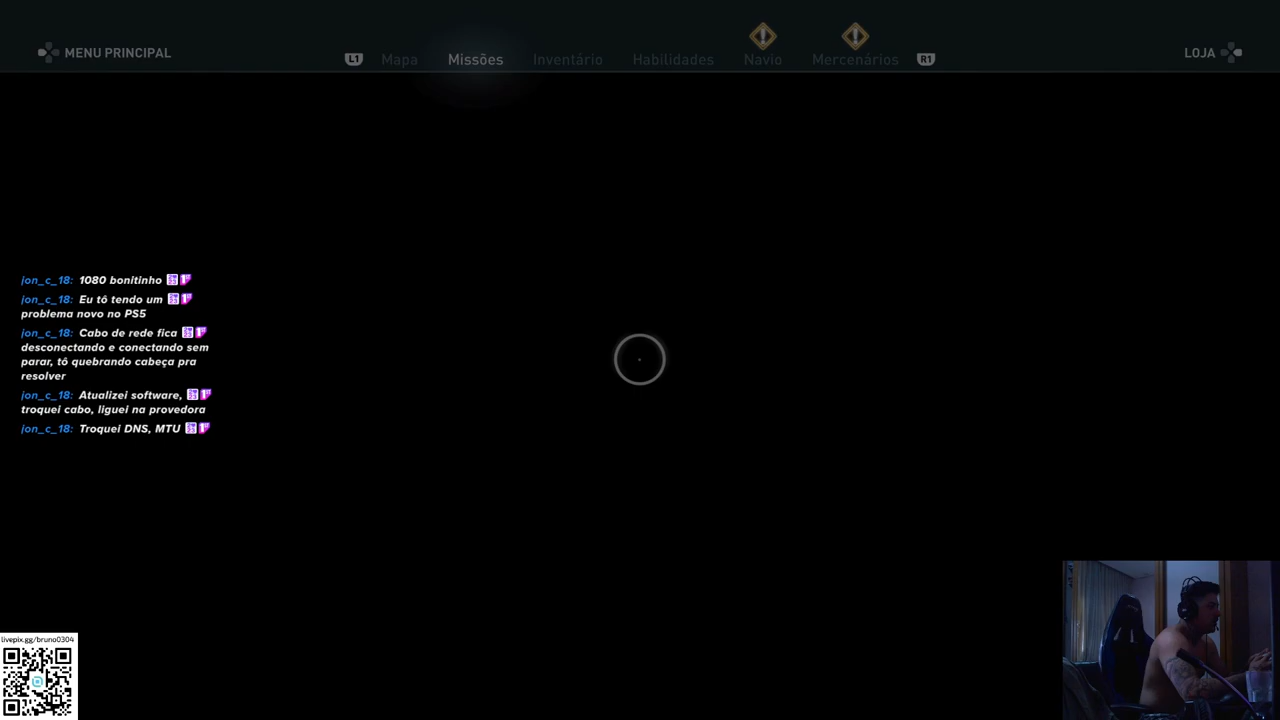 MENU PRINCIPAL
L1 Mapa Missões Inventário Habilidades Navio Mercenários R1
LOJA
jon_c_18: 1080 bonitinho
jon_c_18: Eu tô tendo um
problema novo no PS5
jon_c_18: Cabo de rede fica
desconectando e conectando sem
parar, tô quebrando cabeça pra
resolver
jon_c_18: Atualizei software,
troquei cabo, liguei na provedora
jon_c_18: Troquei DNS, MTU
livepix.gg/bruno0304